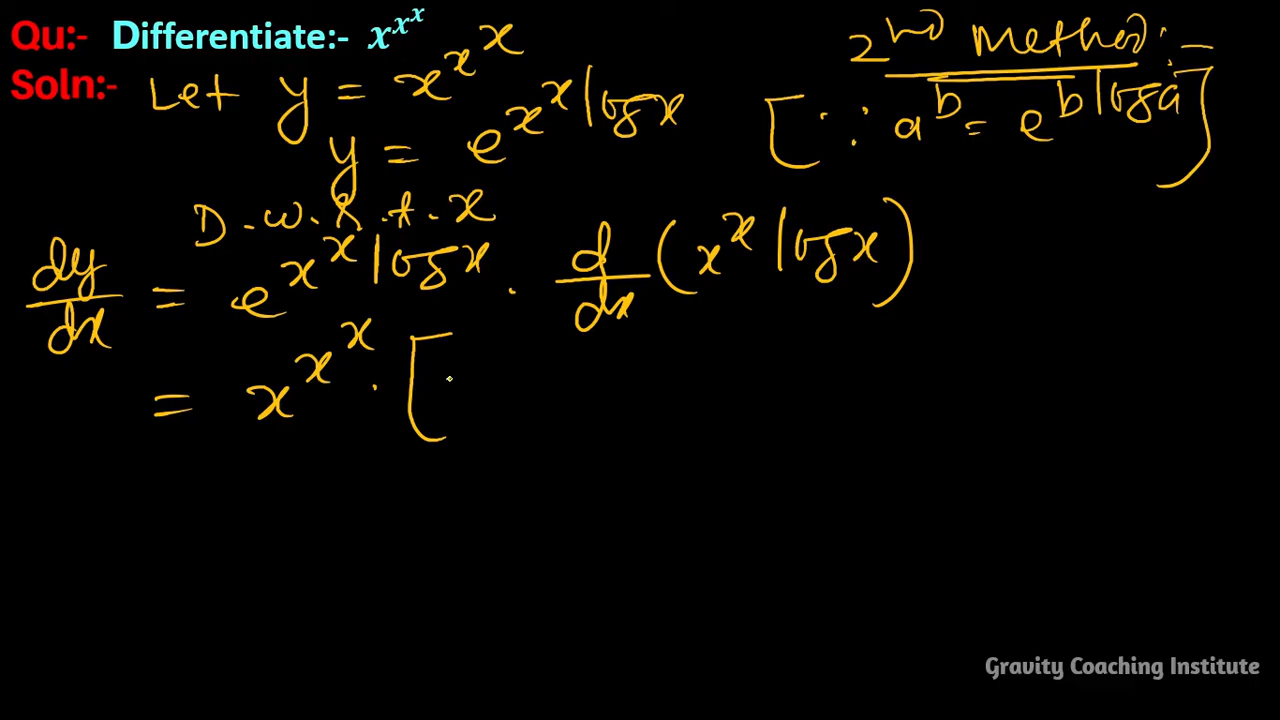 Qu:- Differentiate:- x^{x^x}
2nd Method:-
Soln:- Let y = x^{x^x}
[∵ a^b = e^{b log a}]
y = e^{x^x log x}
D.w.r.t.x
dy/dx = e^{x^x log x} . d/dx (x^x log x)
= x^{x^x} . [
Gravity Coaching Institute